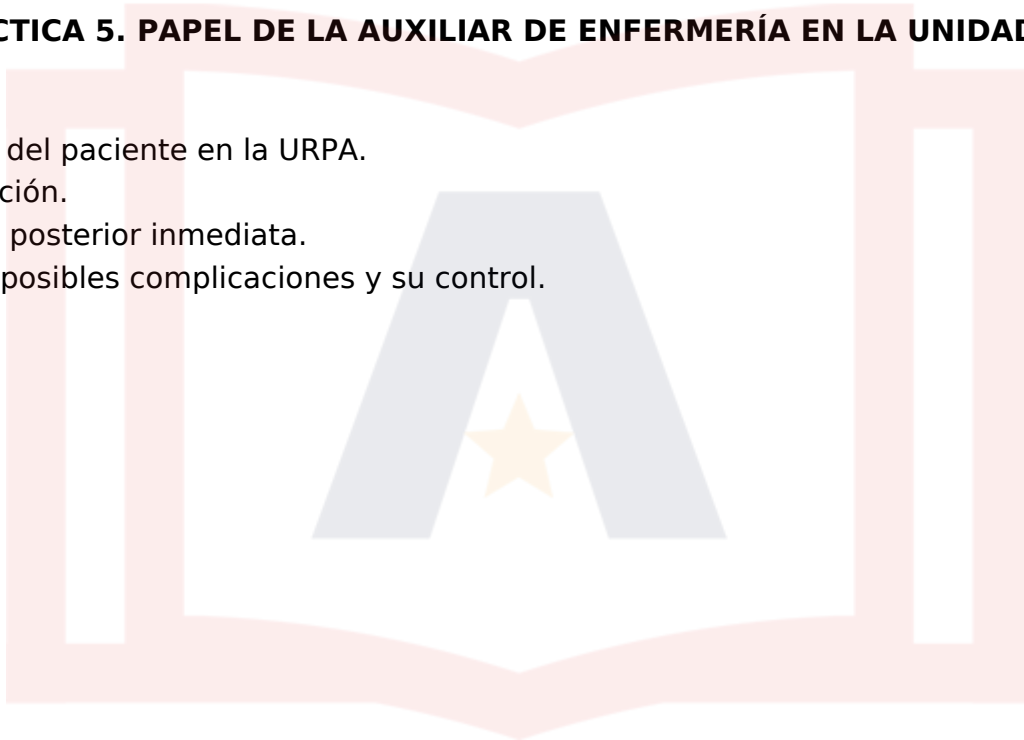 CTICA 5. PAPEL DE LA AUXILIAR DE ENFERMERÍA EN LA UNIDAD
del paciente en la URPA.
ción.
posterior inmediata.
posibles complicaciones y su control.